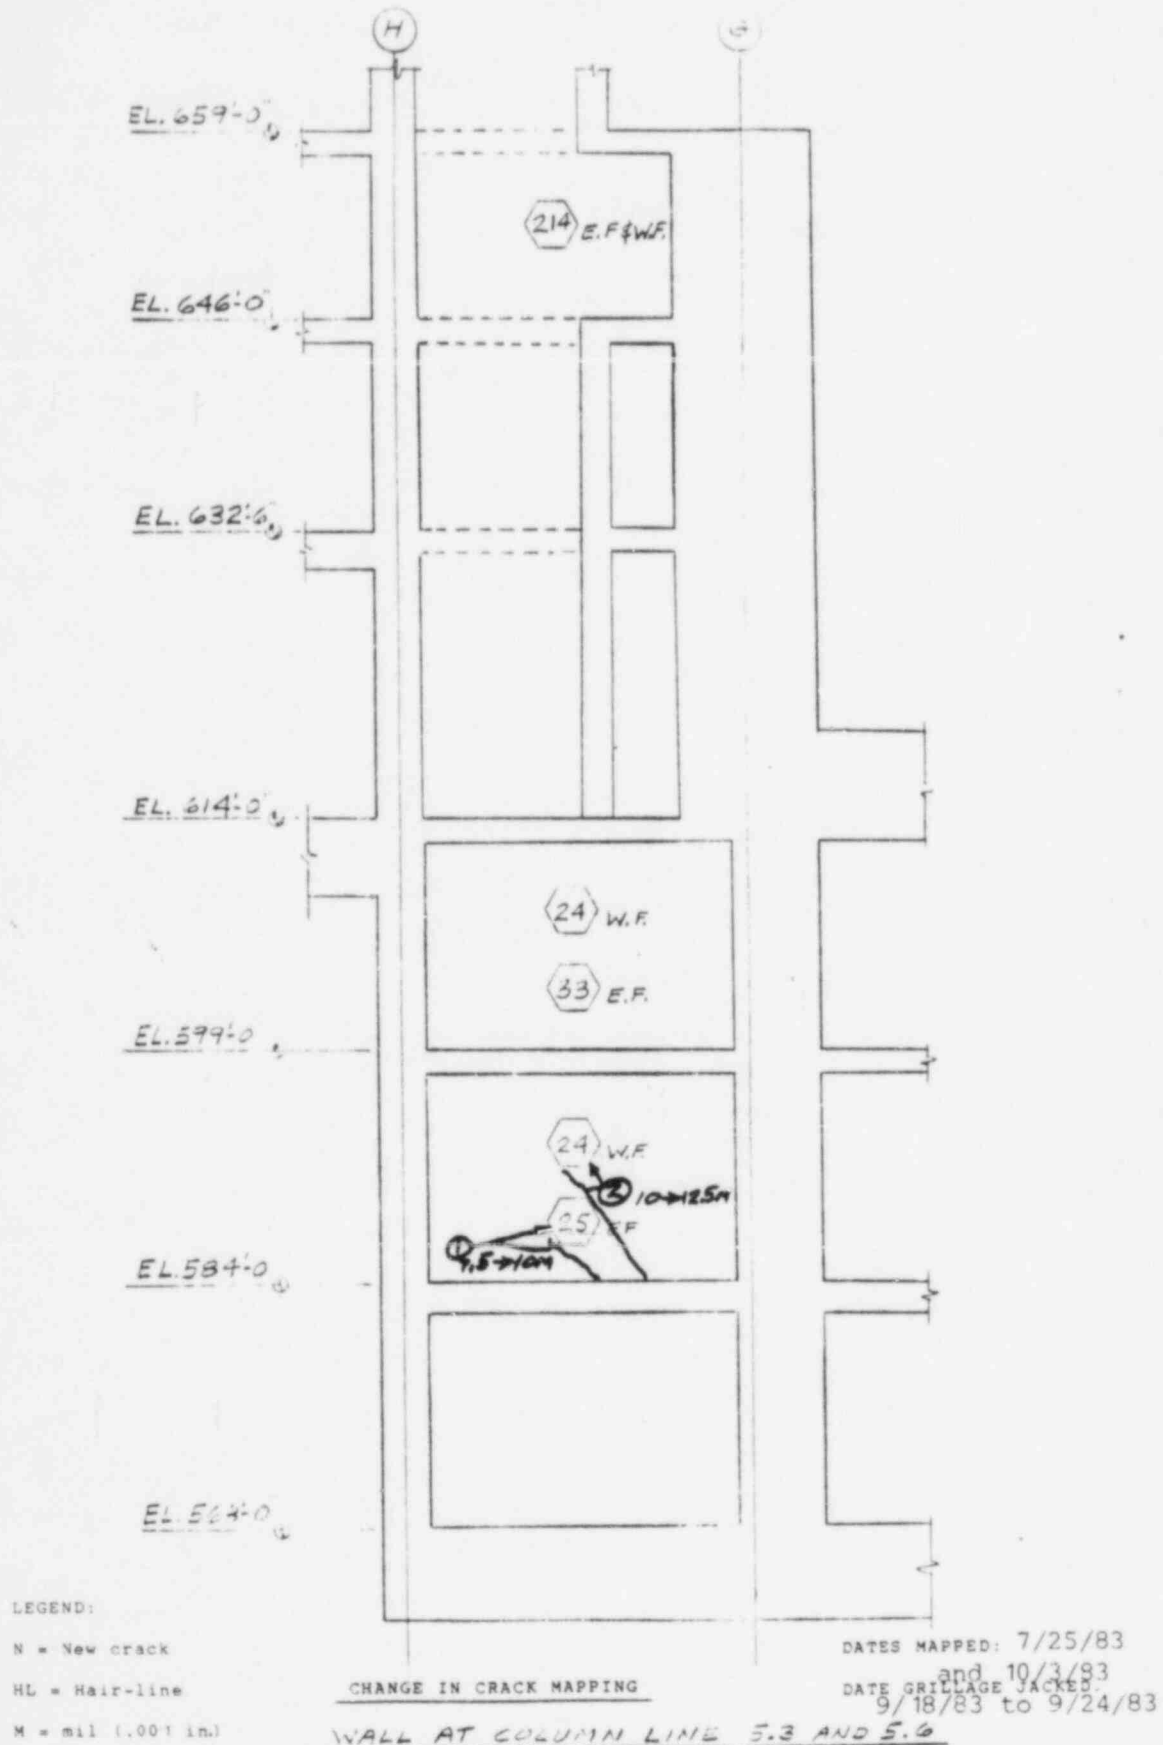 H
G
EL. 659'-0"
214 E.F & W.F.
EL. 646'-0"
EL. 632'-6"
EL. 614'-0"
24 W.F.
33 E.F.
EL. 599'-0
24 W.F.
2 10→12.5M
25 E.F
1
7.5→10M
EL. 584'-0
EL. 564'-0"
LEGEND:
N = New crack
HL = Hair-line
M = mil (.001 in.)
CHANGE IN CRACK MAPPING
WALL AT COLUMN LINE 5.3 AND 5.6
DATES MAPPED: 7/25/83
and 10/3/83
DATE GRILLAGE JACKED:
9/18/83 to 9/24/83